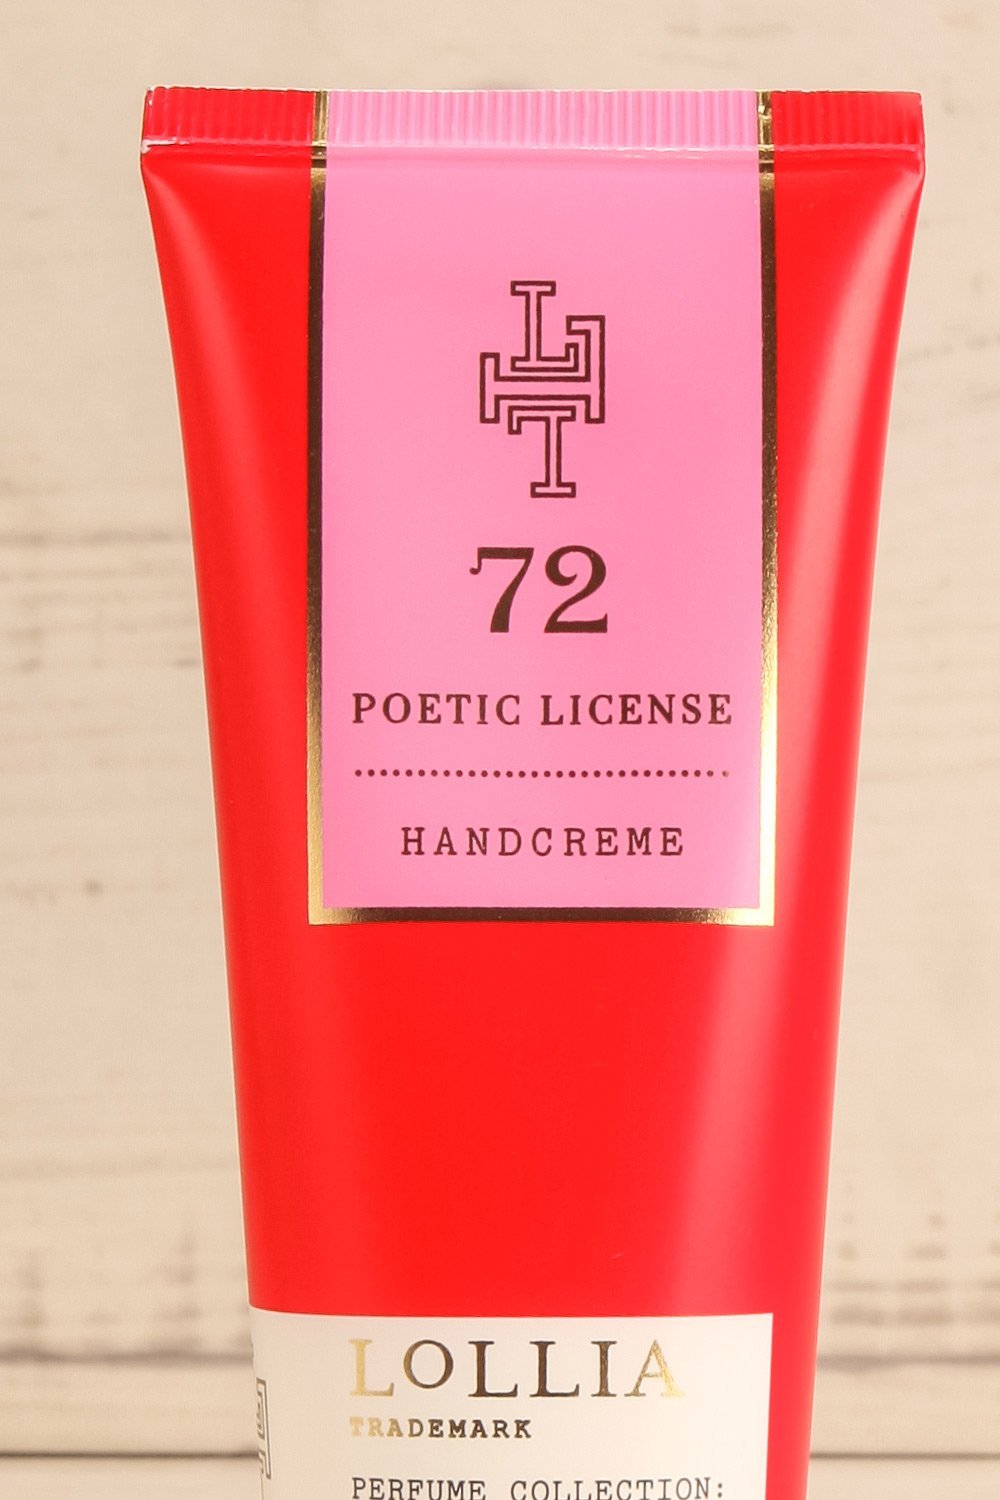 72
POETIC LICENSE
HANDCREME
LOLLIA
TRADEMARK
PERFUME COLLECTION: